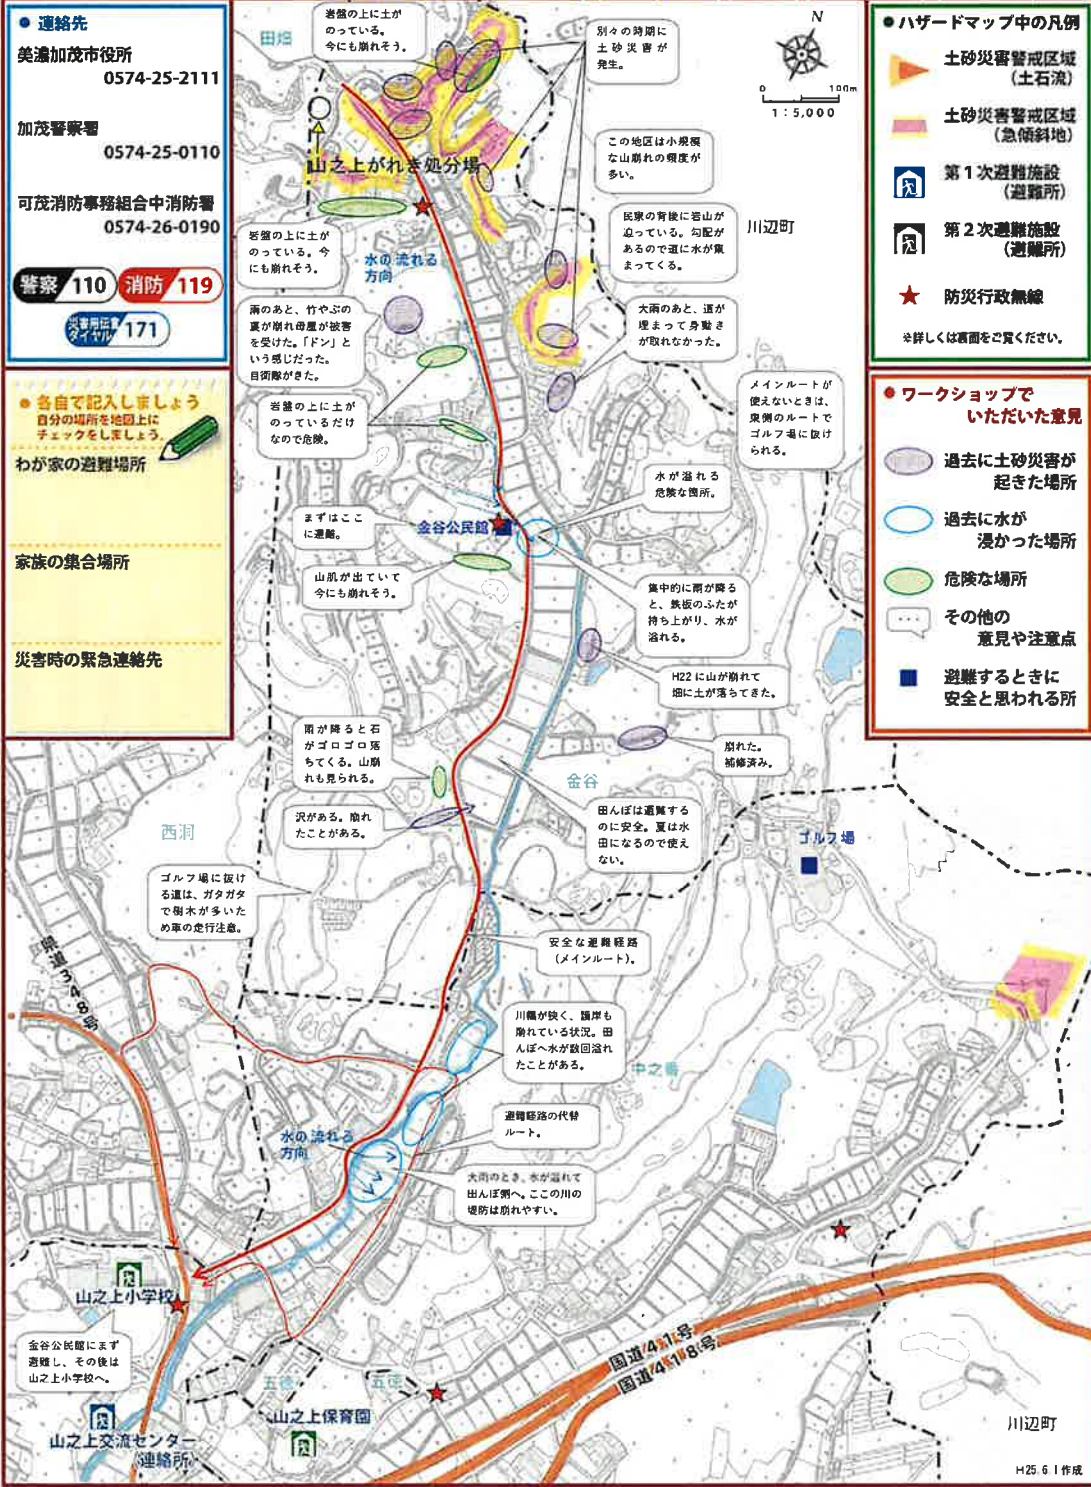 ● 連絡先
美濃加茂市役所
0574-25-2111
加茂警察署
0574-25-0110
可茂消防事務組合中消防署
0574-26-0190
警察 110
消防 119
災害用伝言
ダイヤル 171
● 各自で記入しましょう
自分の場所を地図上に
チェックをしましょう。
わが家の避難場所
家族の集合場所
災害時の緊急連絡先
田畑
岩盤の上に土が
のっている。
今にも崩れそう。
別々の時期に
土砂災害が
発生。
N
0 100m
1:5,000
この地区は小規模
な山崩れの頻度が
多い。
山之上がれき処分場
民家の背後に岩山が
迫っている。勾配が
あるので道に水が集
まってくる。
川辺町
岩盤の上に土が
のっている。今
にも崩れそう。
水の流れる
方向
雨のあと、竹やぶの
裏が崩れ母屋が被害
を受けた。「ドン」と
いう感じだった。
自衛隊がきた。
大雨のあと、道が
埋まって身動き
が取れなかった。
メインルートが
使えないときは、
東側のルートで
ゴルフ場に抜け
られる。
岩盤の上に土が
のっているだけ
なので危険。
水が溢れる
危険な箇所。
まずはここ
に避難。
金谷公民館
山肌が出ていて
今にも崩れそう。
集中的に雨が降る
と、鉄板のふたが
持ち上がり、水が
溢れる。
H22に山が崩れて
畑に土が落ちてきた。
雨が降ると石
がゴロゴロ落
ちてくる。山崩
れも見られる。
崩れた。
補修済み。
金谷
沢がある。崩れ
たことがある。
田んぼは避難する
のに安全。夏は水
田になるので使え
ない。
西洞
ゴルフ場
ゴルフ場に抜け
る道は、ガタガタ
で樹木が多いた
め車の走行注意。
安全な避難経路
(メインルート)。
県道348号
川幅が狭く、護岸も
崩れている状況。田
んぼへ水が数回溢れ
たことがある。
中之番
避難経路の代替
ルート。
水の流れる
方向
大雨のとき、水が溢れて
田んぼ側へ。ここの川の
堤防は崩れやすい。
山之上小学校
金谷公民館にまず
避難し、その後は
山之上小学校へ。
国道41号
国道418号
五徳
五徳
山之上保育園
山之上交流センター
(連絡所)
川辺町
H25.6.1作成
● ハザードマップ中の凡例
土砂災害警戒区域
(土石流)
土砂災害警戒区域
(急傾斜地)
第1次避難施設
(避難所)
第2次避難施設
(避難所)
防災行政無線
※詳しくは裏面をご覧ください。
● ワークショップで
いただいた意見
過去に土砂災害が
起きた場所
過去に水が
浸かった場所
危険な場所
その他の
意見や注意点
避難するときに
安全と思われる所